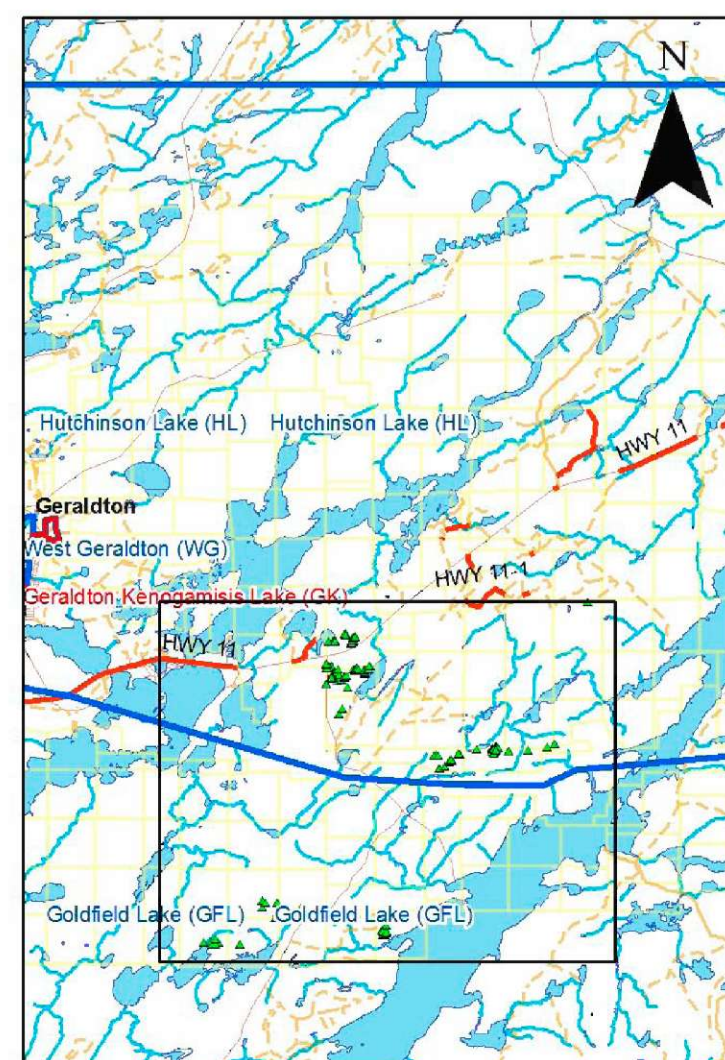 N
Hutchinson Lake (HL) Hutchinson Lake (HL)
HWY 11
Geraldton
West Geraldton (WG)
HWY 11-1
Geraldton Kenogamisis Lake (GK)
HWY 11
Goldfield Lake (GFL) Goldfield Lake (GFL)